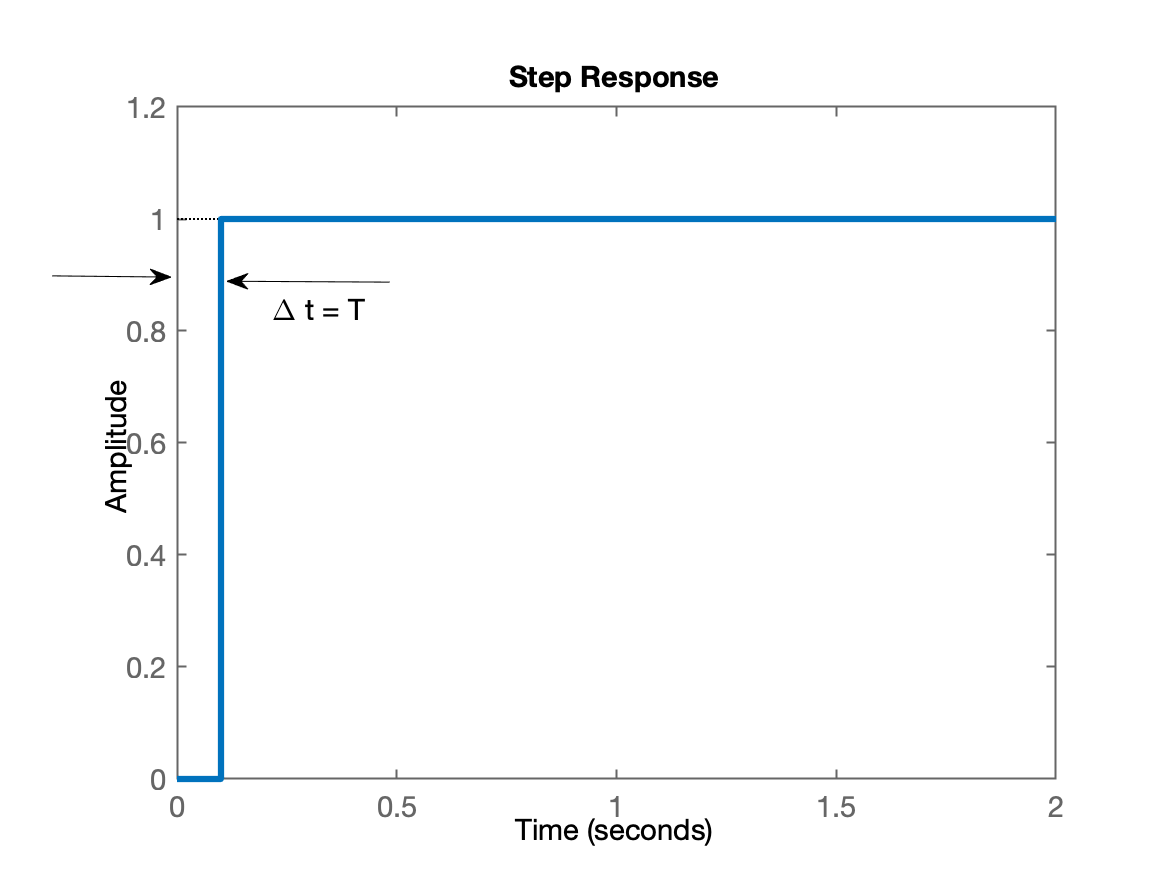 Step Response
1.2
1
0.8
0.6
0.4
0.2
0
Amplitude
Δ t = T
0 0.5 1 1.5 2
Time (seconds)